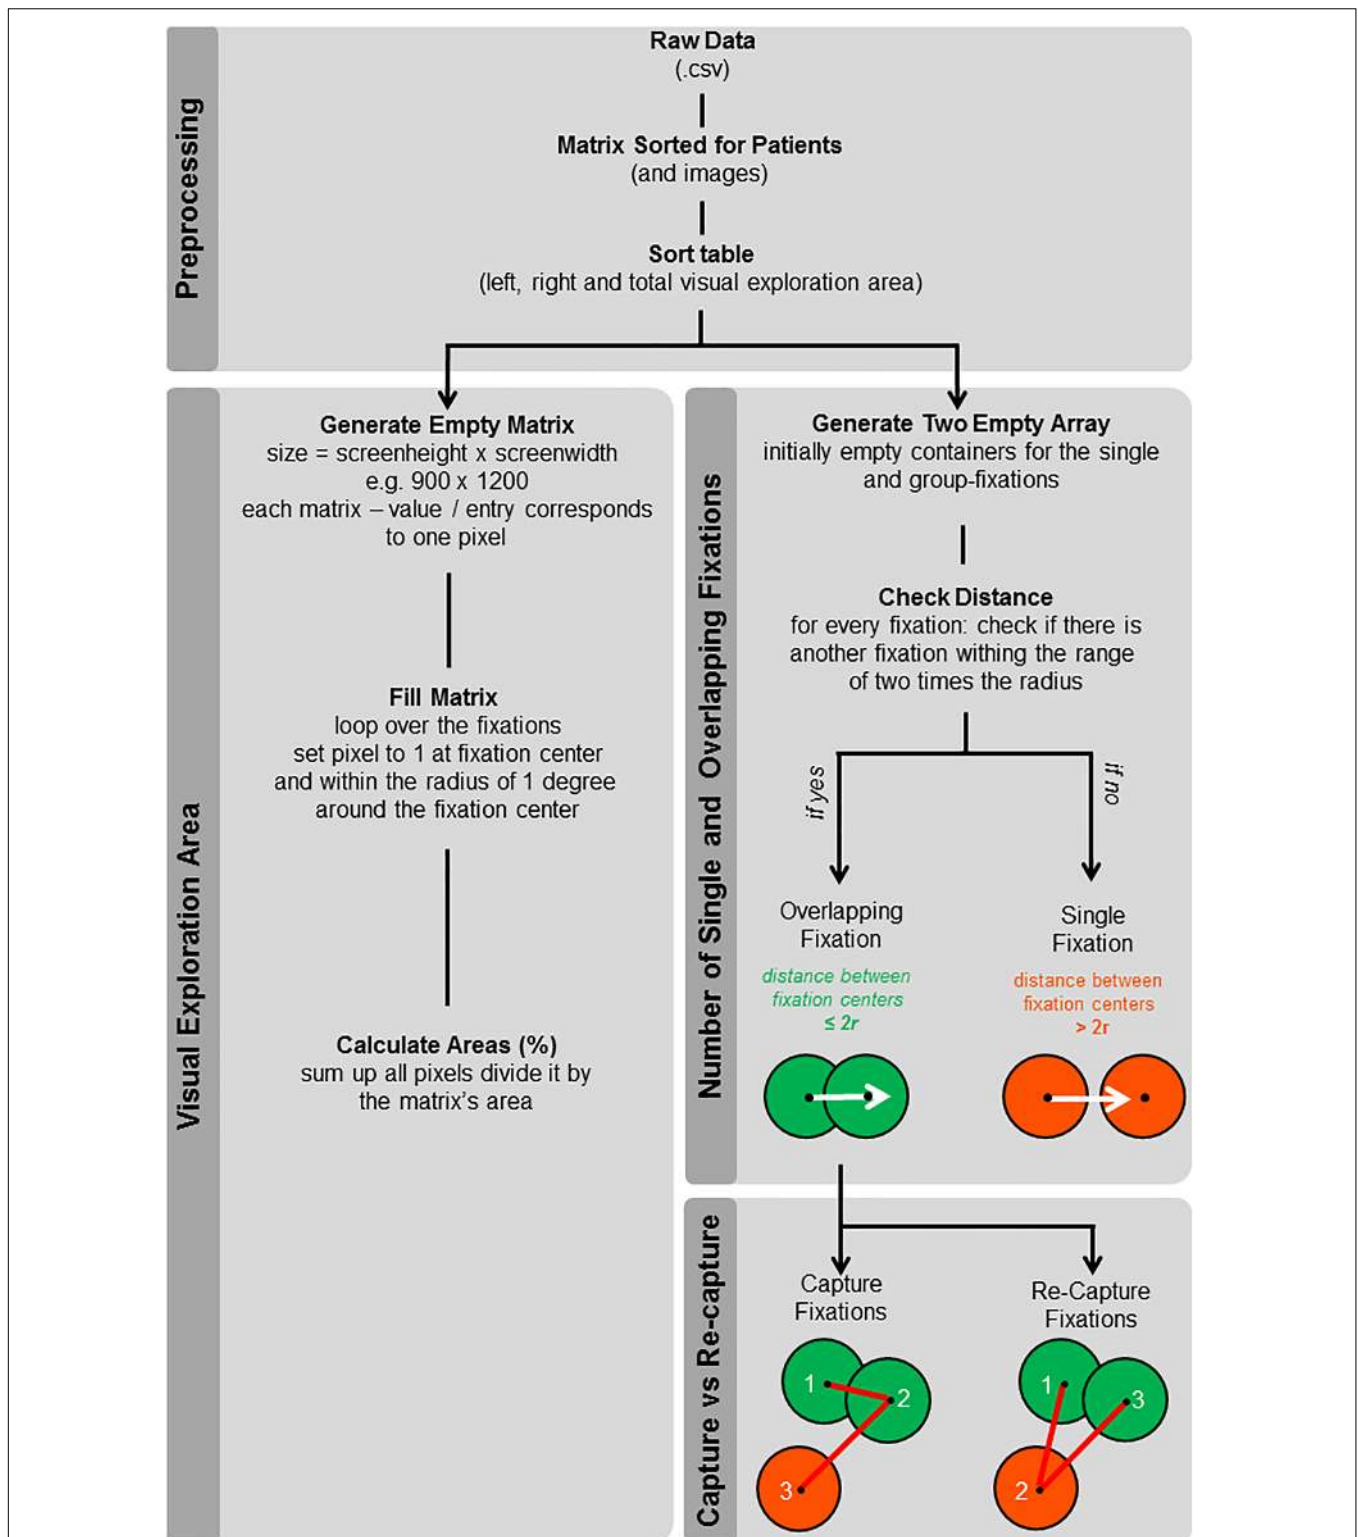 Preprocessing
Raw Data
(.csv)
Matrix Sorted for Patients
(and images)
Sort table
(left, right and total visual exploration area)
Visual Exploration Area
Generate Empty Matrix
size = screenheight x screenwidth
e.g. 900 x 1200
each matrix – value / entry corresponds
to one pixel
Fill Matrix
loop over the fixations
set pixel to 1 at fixation center
and within the radius of 1 degree
around the fixation center
Calculate Areas (%)
sum up all pixels divide it by
the matrix's area
Number of Single and Overlapping Fixations
Generate Two Empty Array
initially empty containers for the single
and group-fixations
Check Distance
for every fixation: check if there is
another fixation withing the range
of two times the radius
if yes
if no
Overlapping
Fixation
distance between
fixation centers
≤ 2r
Single
Fixation
distance between
fixation centers
> 2r
Capture vs Re-capture
Capture
Fixations
1
2
3
Re-Capture
Fixations
1
3
2